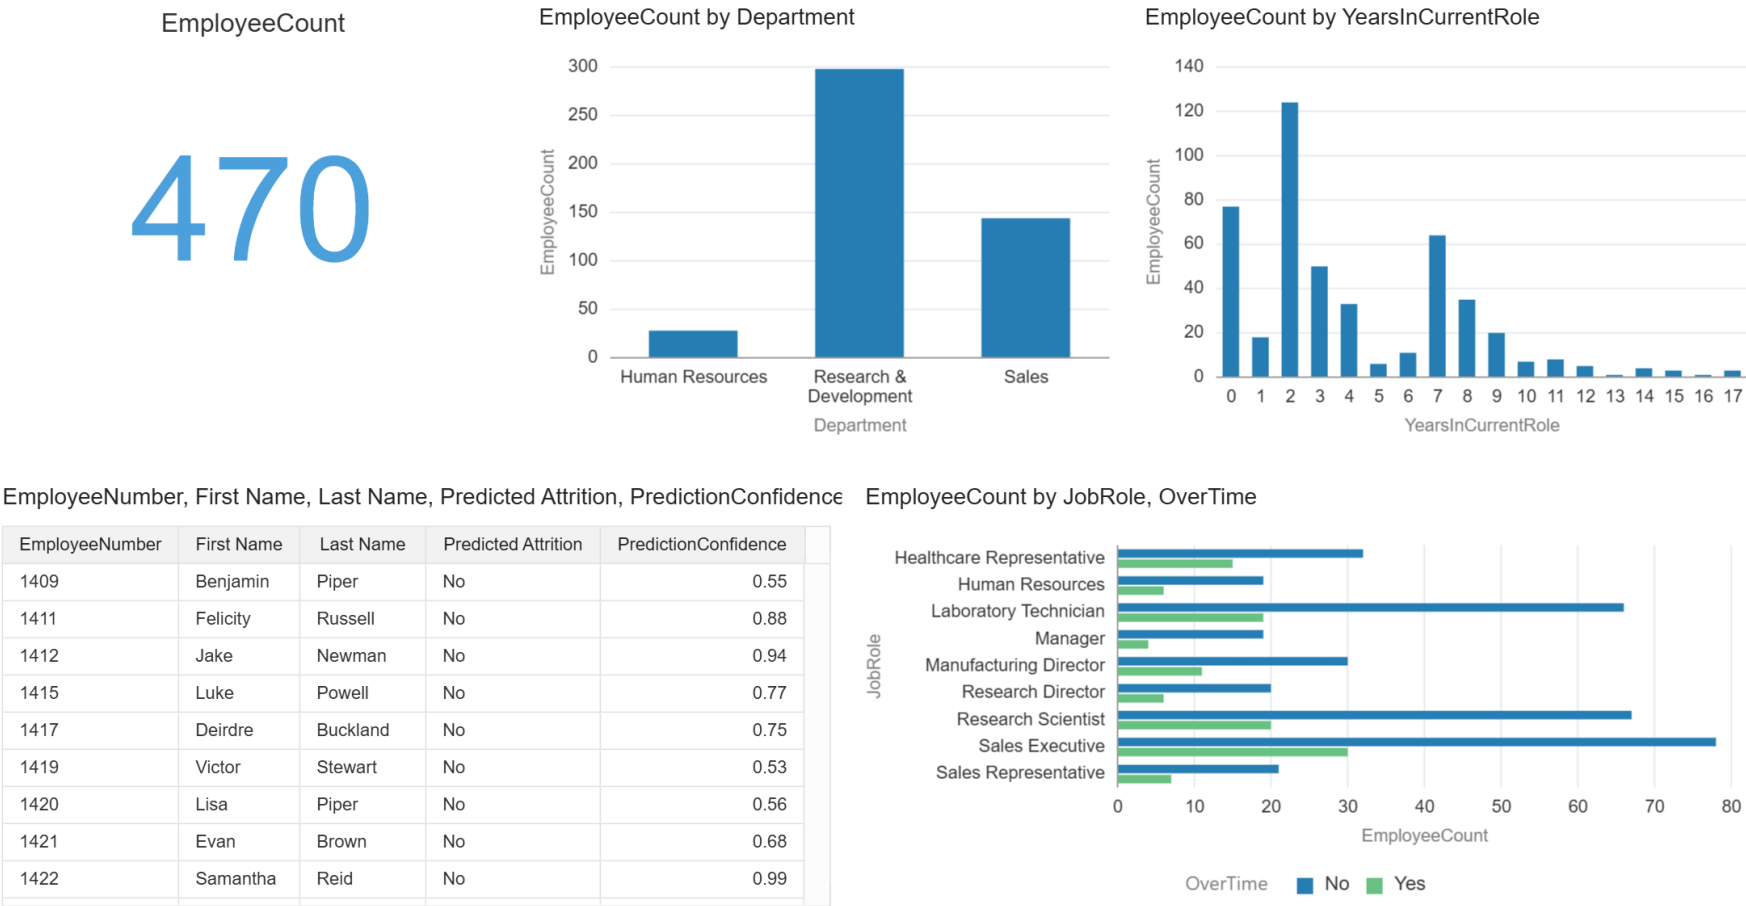 EmployeeCount
470
EmployeeCount by Department
EmployeeCount
300
250
200
150
100
50
0
Human Resources
Research &
Development
Sales
Department
EmployeeCount by YearsInCurrentRole
EmployeeCount
140
120
100
80
60
40
20
0
0 1 2 3 4 5 6 7 8 9 10 11 12 13 14 15 16 17
YearsInCurrentRole
EmployeeNumber, First Name, Last Name, Predicted Attrition, PredictionConfidence
EmployeeNumber First Name Last Name Predicted Attrition PredictionConfidence
1409 Benjamin Piper No 0.55
1411 Felicity Russell No 0.88
1412 Jake Newman No 0.94
1415 Luke Powell No 0.77
1417 Deirdre Buckland No 0.75
1419 Victor Stewart No 0.53
1420 Lisa Piper No 0.56
1421 Evan Brown No 0.68
1422 Samantha Reid No 0.99
EmployeeCount by JobRole, OverTime
JobRole
Healthcare Representative
Human Resources
Laboratory Technician
Manager
Manufacturing Director
Research Director
Research Scientist
Sales Executive
Sales Representative
0 10 20 30 40 50 60 70 80
EmployeeCount
OverTime No Yes